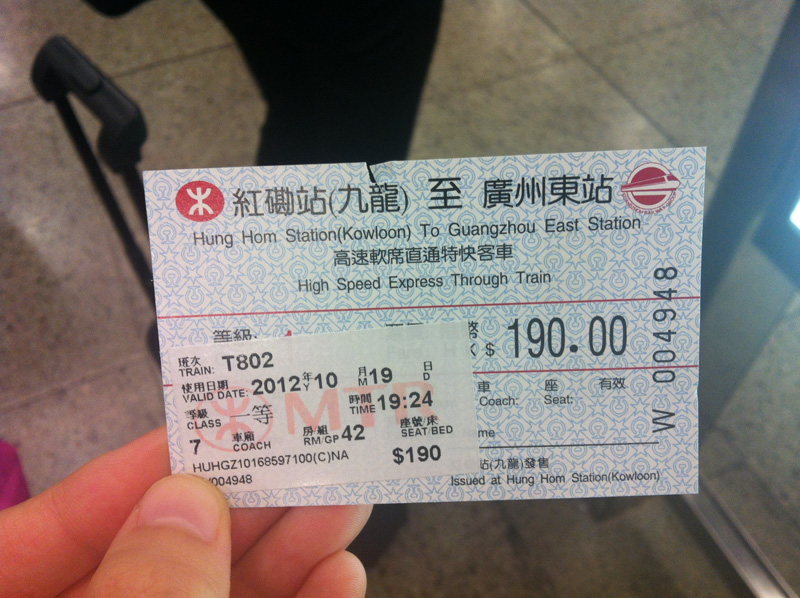 紅磡站(九龍) 至 廣州東站
Hung Hom Station(Kowloon) To Guangzhou East Station
高速軟席直通特快客車
High Speed Express Through Train
等級:
幣
$ 190.00
W 004948
班次
TRAIN: T802
使用日期 年 月 日
VALID DATE: 2012 Y 10 M 19 D
等級 一等 時間
CLASS TIME 19:24
7 車廂 房/組 42 座號/床
COACH RM/GP SEAT/BED
HUHGZ10168597100(C)NA $190
004948
MTR
車 座 有效
Coach: Seat:
站(九龍)發售
Issued at Hung Hom Station(Kowloon)